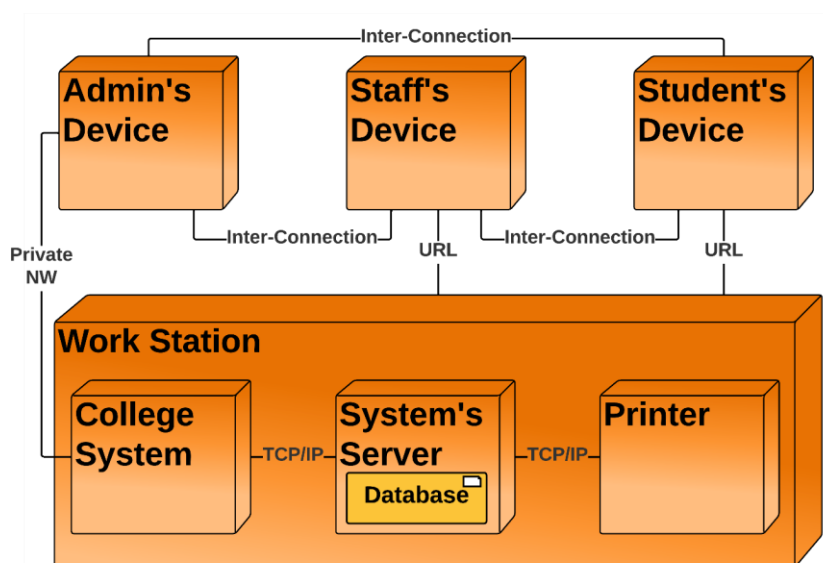 Inter-Connection
Admin's
Device
Staff's
Device
Student's
Device
Inter-Connection
Inter-Connection
Private
NW
URL
URL
Work Station
College
System
System's
Server
Printer
TCP/IP
TCP/IP
Database